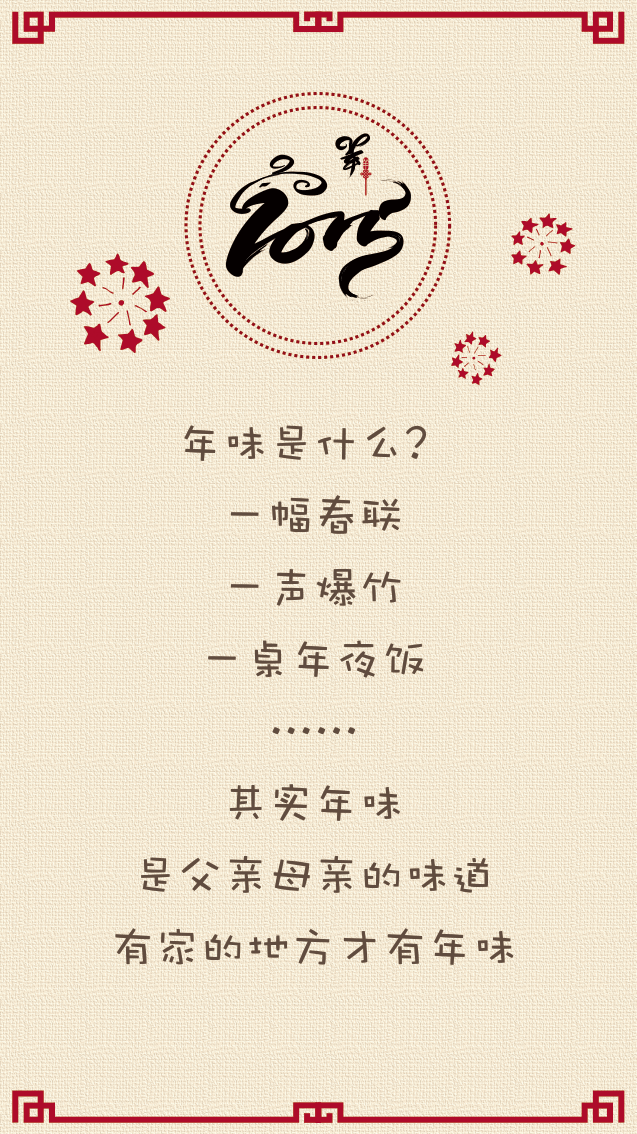 2015
年味是什么?
一幅春联
一声爆竹
一桌年夜饭
······
其实年味
是父亲母亲的味道
有家的地方才有年味